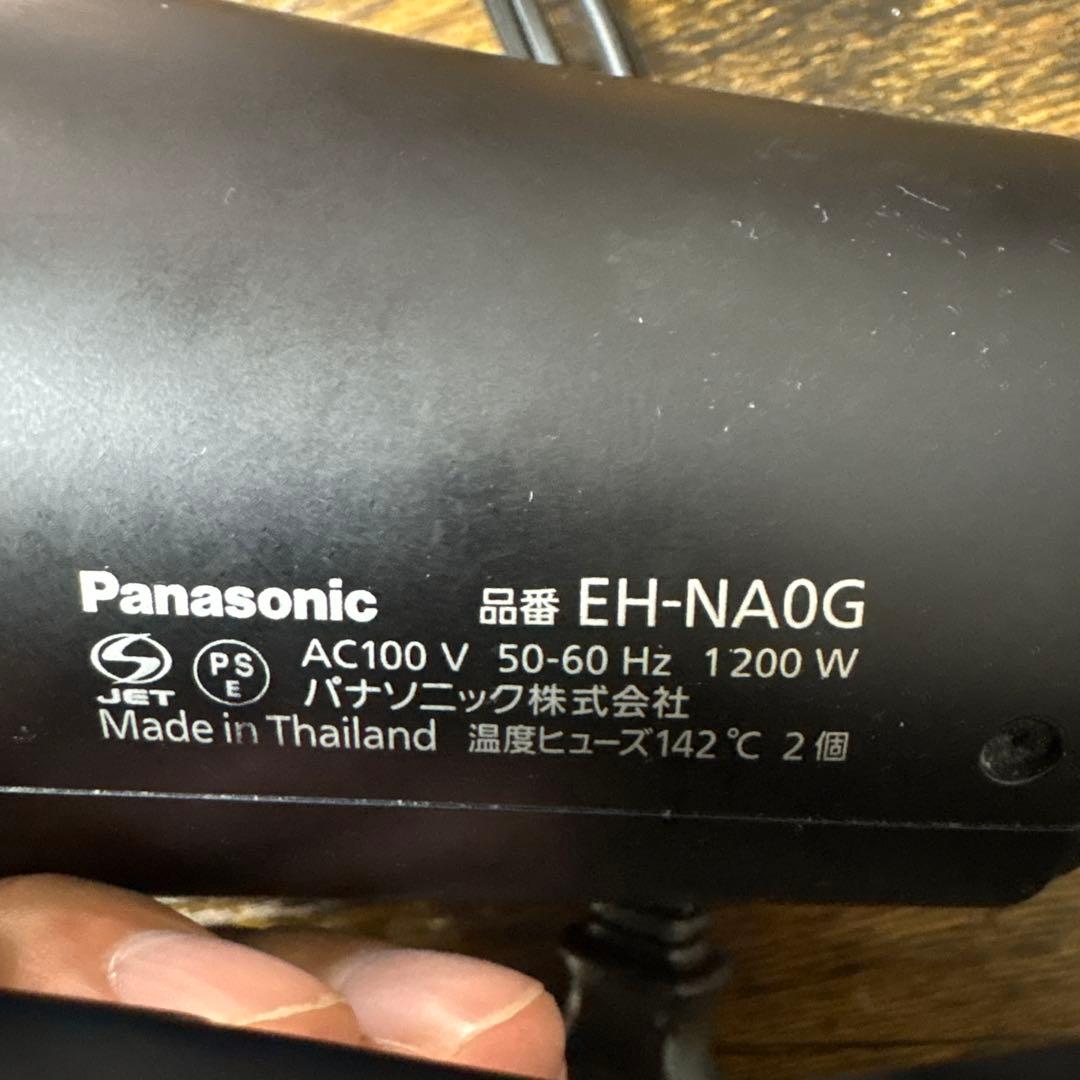 Panasonic 品番 EH-NA0G
PS E AC100 V 50-60 Hz 1200 W
JET パナソニック株式会社
Made in Thailand 温度ヒューズ142℃ 2個